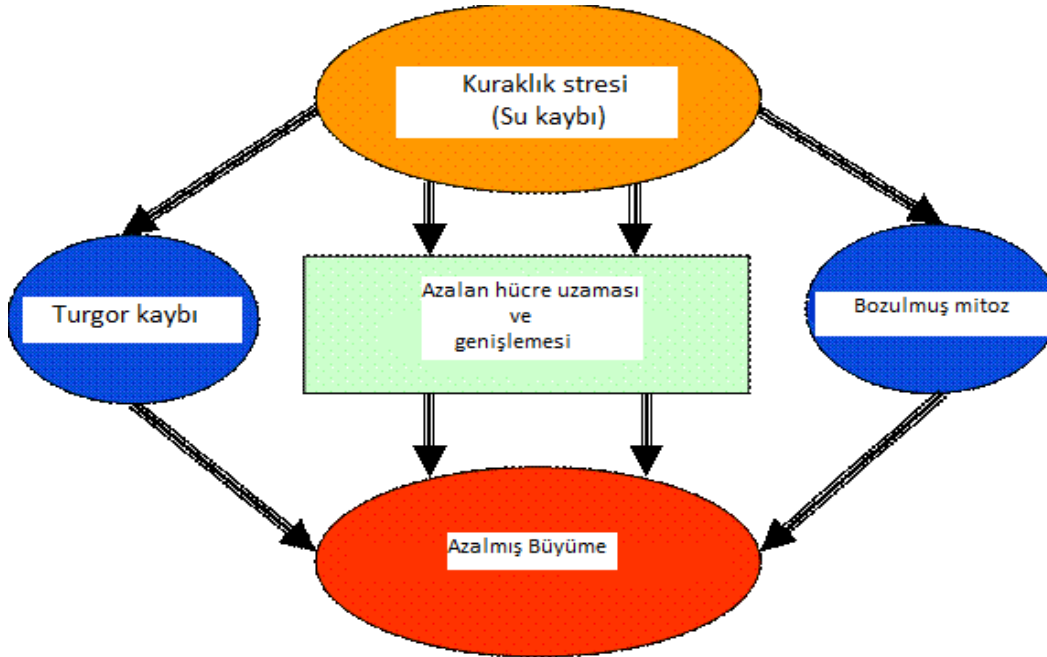 Kuraklık stresi
(Su kaybı)
Turgor kaybı
Azalan hücre uzaması
ve
genişlemesi
Bozulmuş mitoz
Azalmış Büyüme